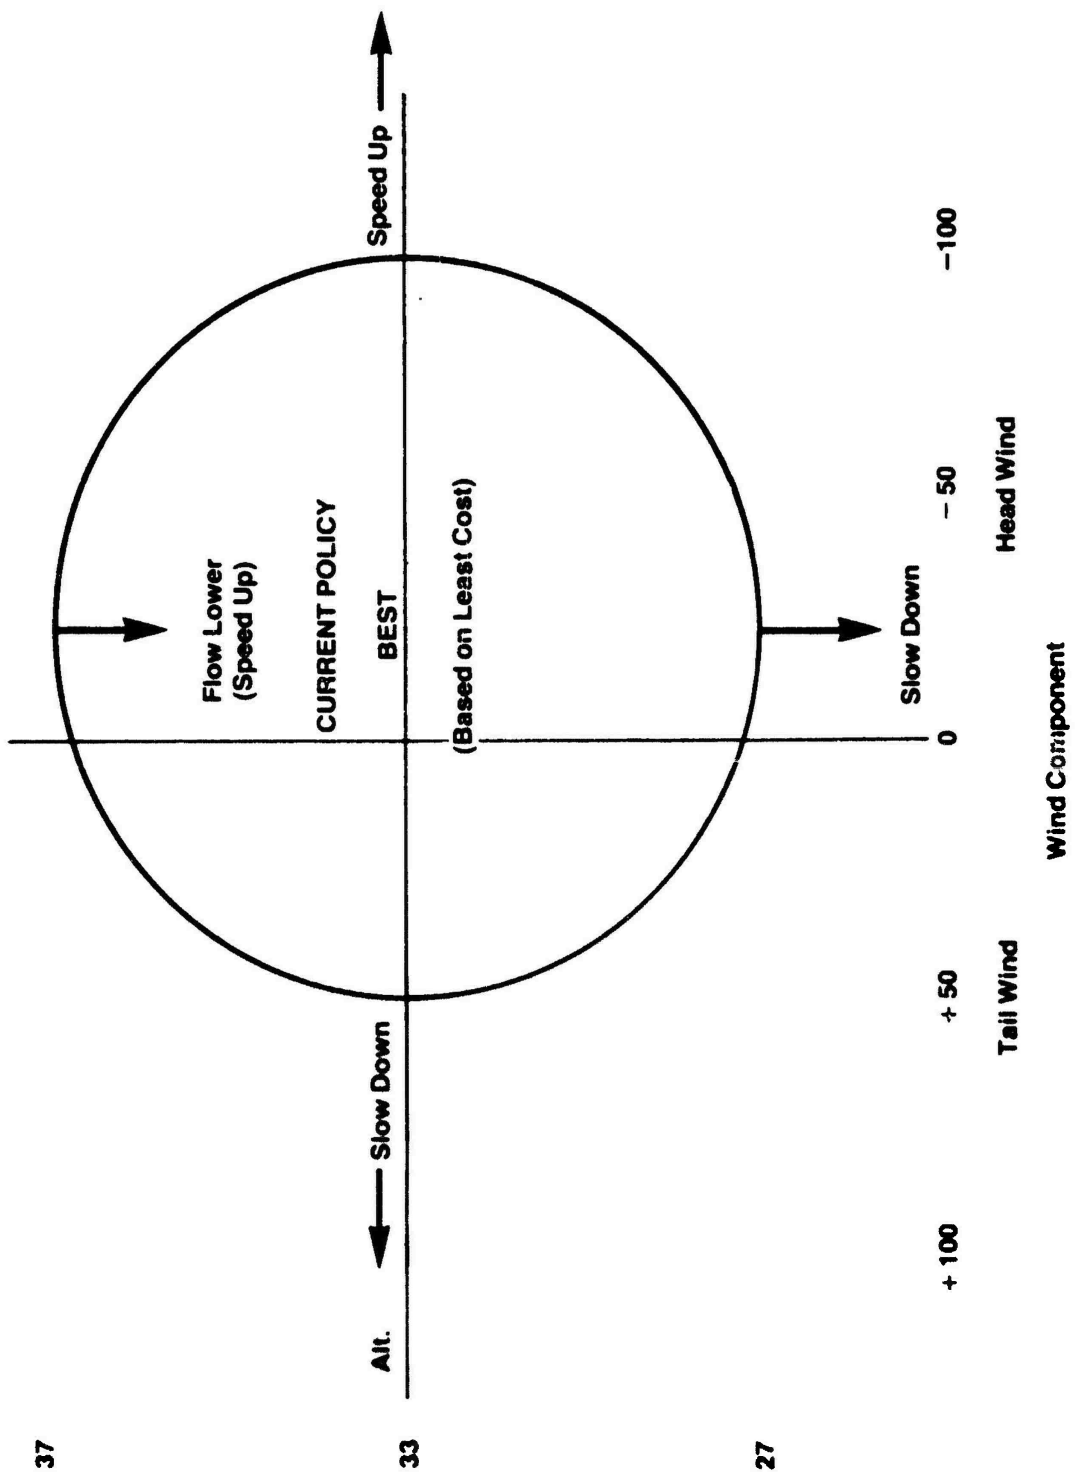 37
Flow Lower
(Speed Up)
CURRENT POLICY
Alt.
Slow Down
BEST
Speed Up
33
(Based on Least Cost)
27
Slow Down
+ 100
+ 50
0
− 50
−100
Tail Wind
Head Wind
Wind Component